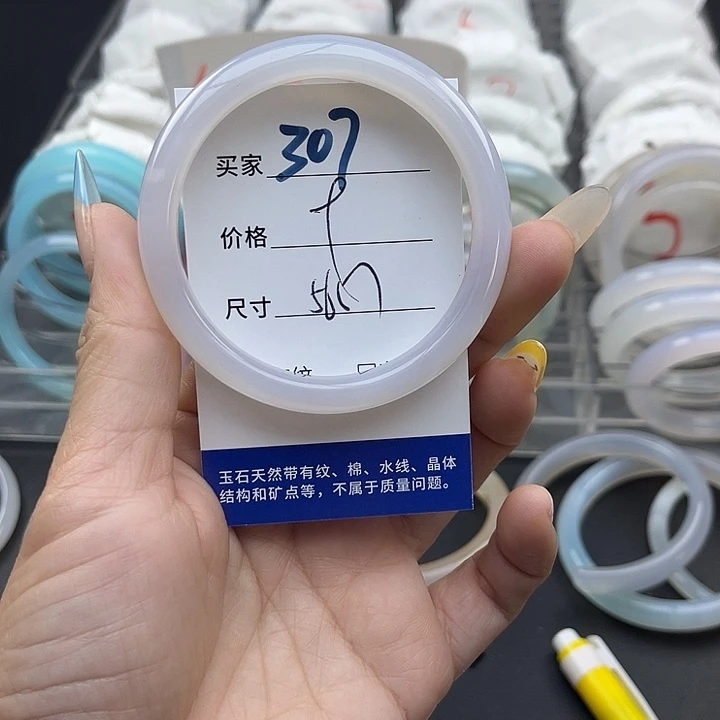 买家 307
价格
尺寸 56
玉石天然带有纹、棉、水线、晶体
结构和矿点等，不属于质量问题。